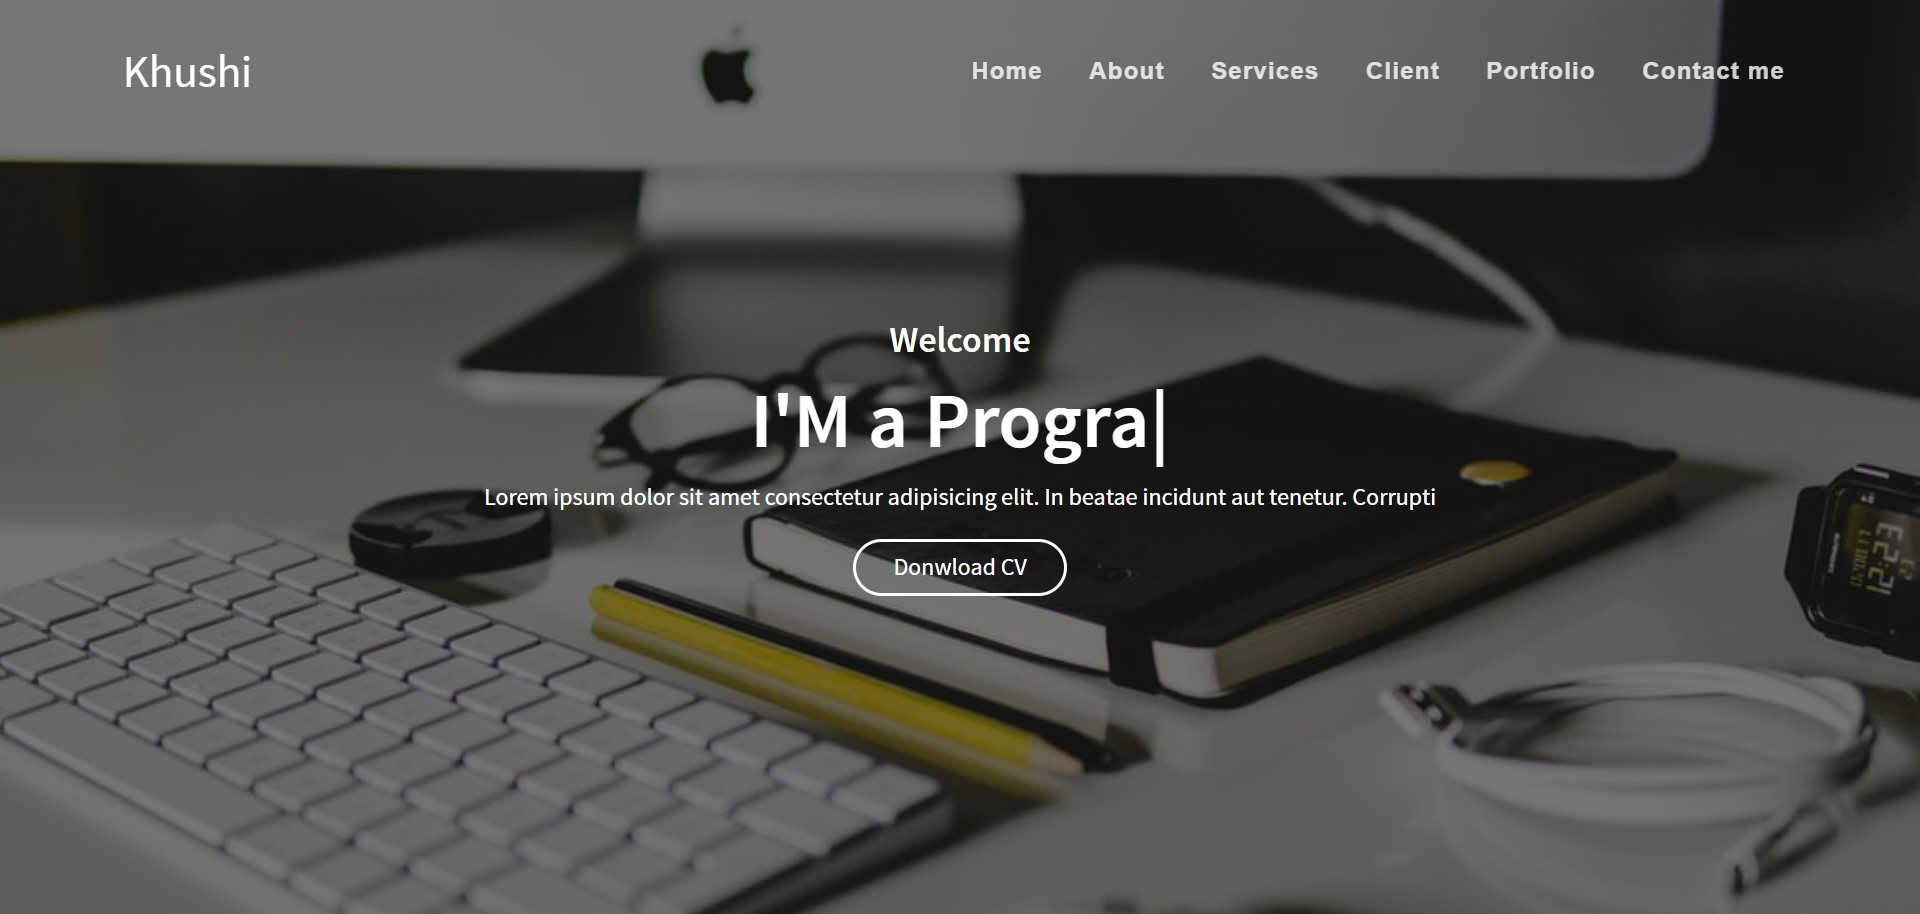 Khushi
Home About Services Client Portfolio Contact me
Welcome
I'M a Progra|
Lorem ipsum dolor sit amet consectetur adipisicing elit. In beatae incidunt aut tenetur. Corrupti
Donwload CV